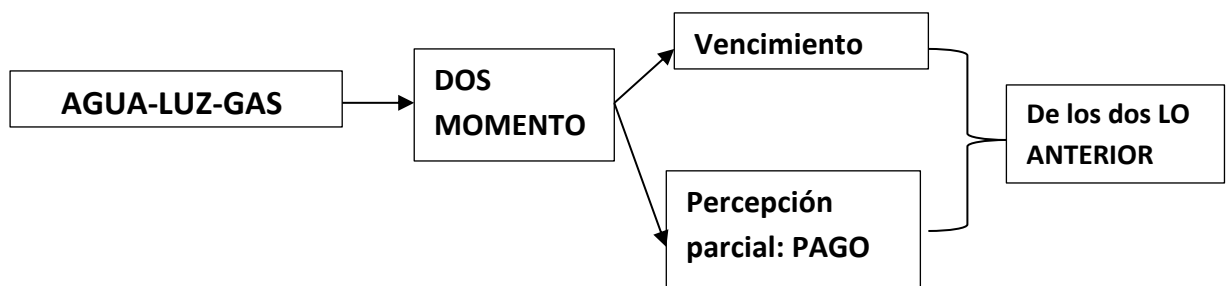 AGUA-LUZ-GAS
DOS
MOMENTO
Vencimiento
Percepción
parcial: PAGO
De los dos LO
ANTERIOR